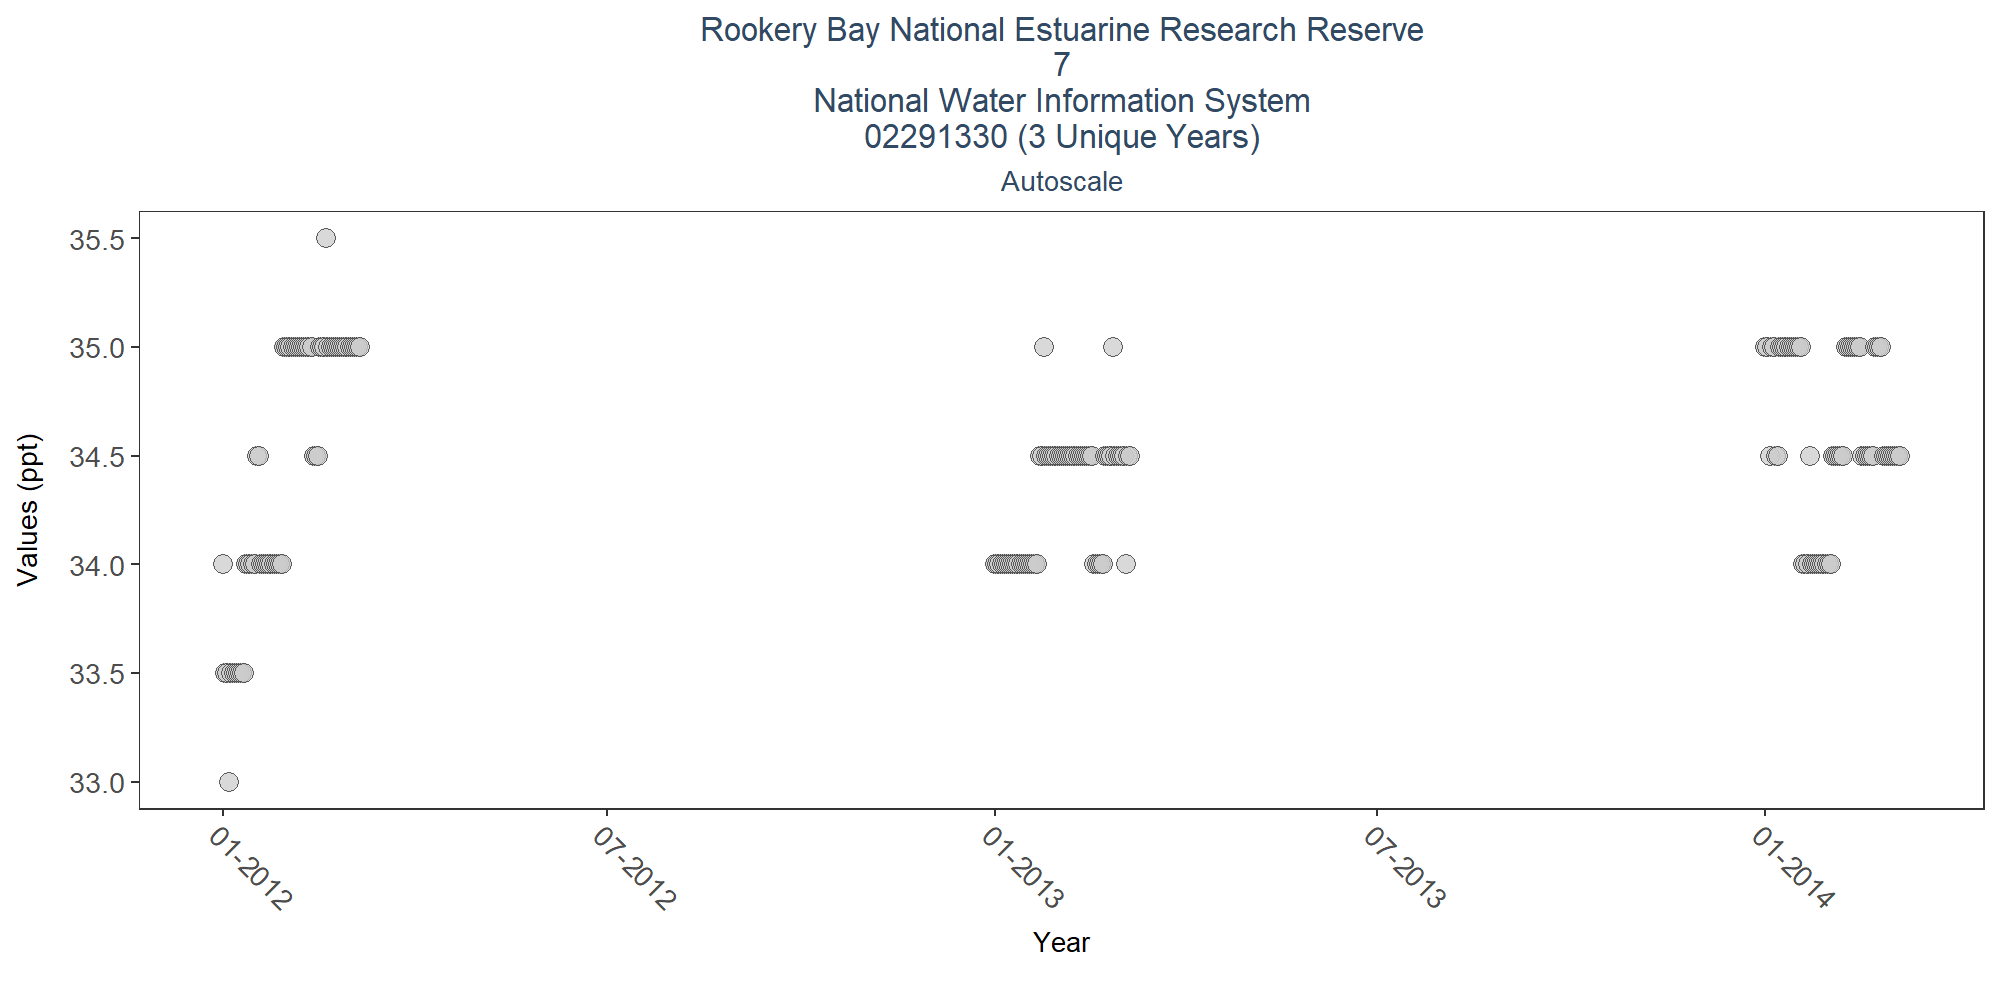 Rookery Bay National Estuarine Research Reserve
7
National Water Information System
02291330 (3 Unique Years)
Autoscale
35.5
35.0
34.5
34.0
33.5
33.0
Values (ppt)
01-2012
07-2012
01-2013
07-2013
01-2014
Year